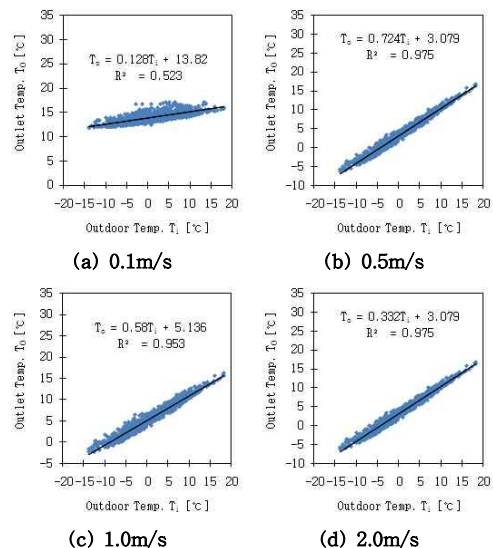 T₀ = 0.128Tᵢ + 13.82
R² = 0.523
Outlet Temp. T₀ [℃]
35
30
25
20
15
10
5
0
-20 -15 -10 -5 0 5 10 15 20
Outdoor Temp. Tᵢ [℃]
(a) 0.1m/s
T₀ = 0.724Tᵢ + 3.079
R² = 0.975
Outlet Temp. T₀ [℃]
35
30
25
20
15
10
5
0
-5
-10
-20 -15 -10 -5 0 5 10 15 20
Outdoor Temp. Tᵢ [℃]
(b) 0.5m/s
T₀ = 0.58Tᵢ + 5.136
R² = 0.953
Outlet Temp. T₀ [℃]
35
30
25
20
15
10
5
0
-5
-20 -15 -10 -5 0 5 10 15 20
Outdoor Temp. Tᵢ [℃]
(c) 1.0m/s
T₀ = 0.332Tᵢ + 3.079
R² = 0.975
Outlet Temp. T₀ [℃]
35
30
25
20
15
10
5
0
-5
-10
-20 -15 -10 -5 0 5 10 15 20
Outdoor Temp. Tᵢ [℃]
(d) 2.0m/s